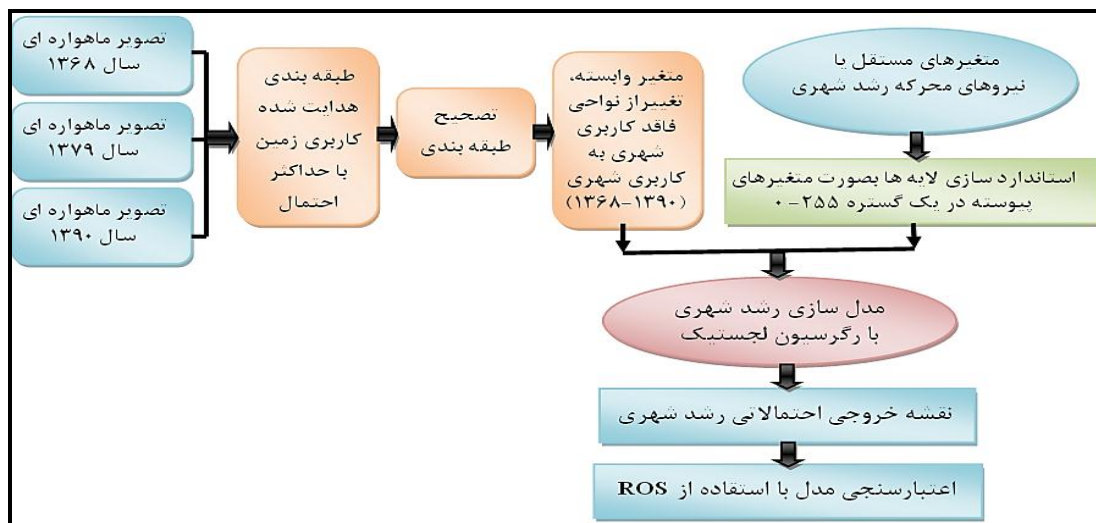 تصویر ماهواره ای
سال ۱۳۶۸
تصویر ماهواره ای
سال ۱۳۷۹
تصویر ماهواره ای
سال ۱۳۹۰
طبقه بندی
هدایت شده
کاربری زمین
با حداکثر
احتمال
تصحیح
طبقه بندی
متغیر وابسته،
تغییراز نواحی
فاقد کاربری
شهری به
کاربری شهری
(۱۳۶۸-۱۳۹۰)
متغیرهای مستقل یا
نیروهای محرکه رشد شهری
استاندارد سازی لایه ها بصورت متغیرهای
پیوسته در یک گستره ۲۵۵-۰
مدل سازی رشد شهری
با رگرسیون لجستیک
نقشه خروجی احتمالاتی رشد شهری
اعتبارسنجی مدل با استقاده از ROS